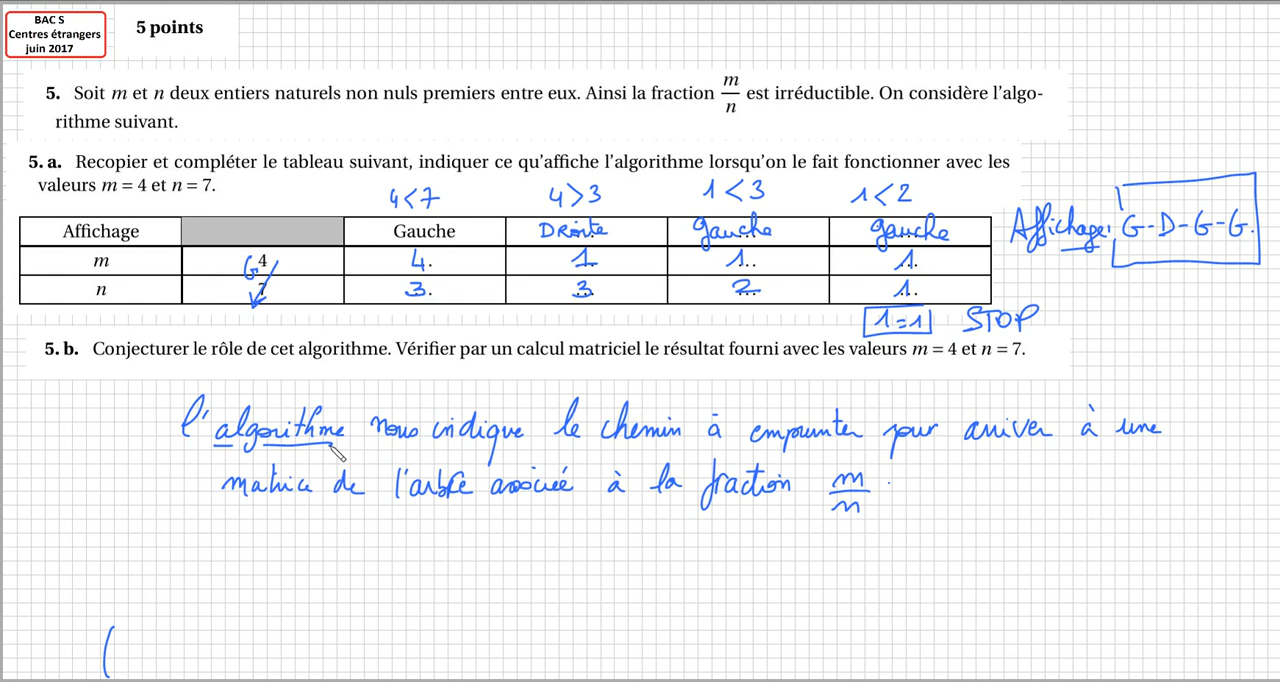 BAC S
Centres étrangers
juin 2017
5 points
5. Soit m et n deux entiers naturels non nuls premiers entre eux. Ainsi la fraction m/n est irréductible. On considère l'algo-
rithme suivant.
5. a. Recopier et compléter le tableau suivant, indiquer ce qu'affiche l'algorithme lorsqu'on le fait fonctionner avec les
valeurs m = 4 et n = 7.
4<7 4>3 1<3 1<2
Affichage Gauche Droite gauche gauche
Affichage: G-D-G-G.
m 4 4. 1 1.. 1.
G
n 7 3. 3 2 1.
1=1 STOP
5. b. Conjecturer le rôle de cet algorithme. Vérifier par un calcul matriciel le résultat fourni avec les valeurs m = 4 et n = 7.
l'algorithme nous indique le chemin à emprunter pour arriver à une
matrice de l'arbre associée à la fraction m/n.
(